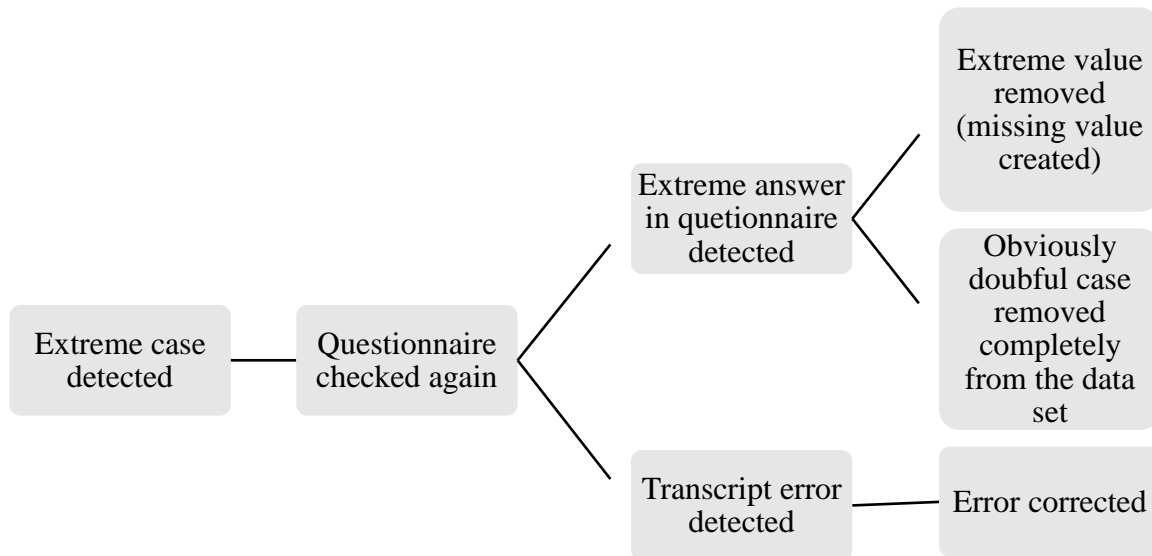 Extreme case
detected
Questionnaire
checked again
Extreme answer
in quetionnaire
detected
Extreme value
removed
(missing value
created)
Obviously
doubful case
removed
completely
from the data
set
Transcript error
detected
Error corrected